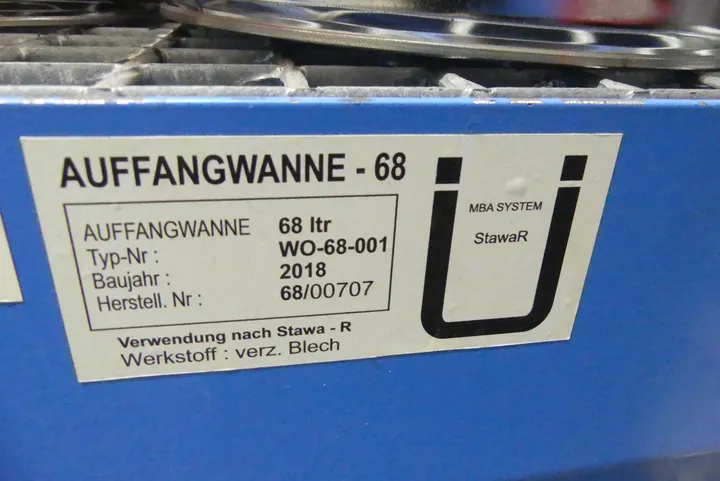 AUFFANGWANNE - 68
AUFFANGWANNE 68 ltr
Typ-Nr : WO-68-001
Baujahr : 2018
Herstell. Nr : 68/00707
Verwendung nach Stawa - R
Werkstoff : verz. Blech
Ü
MBA SYSTEM
StawaR